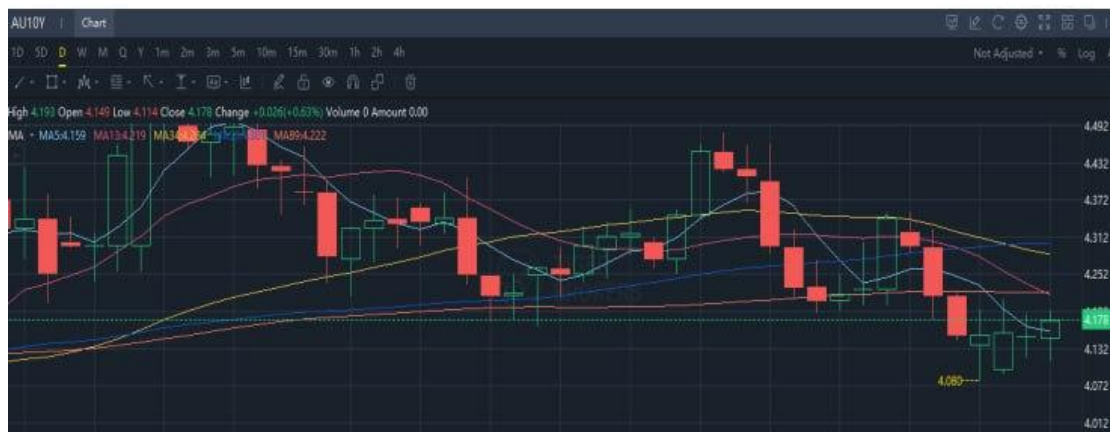 AU10Y | Chart
1D 5D D W M Q Y 1m 2m 3m 5m 10m 15m 30m 1h 2h 4h Not Adjusted % Log
High 4.193 Open 4.149 Low 4.114 Close 4.178 Change +0.026(+0.63%) Volume 0 Amount 0.00
MA MA5:4.159 MA13:4.219 MA89:4.222
4.492
4.432
4.372
4.312
4.252
4.178
4.132
4.080
4.072
4.012